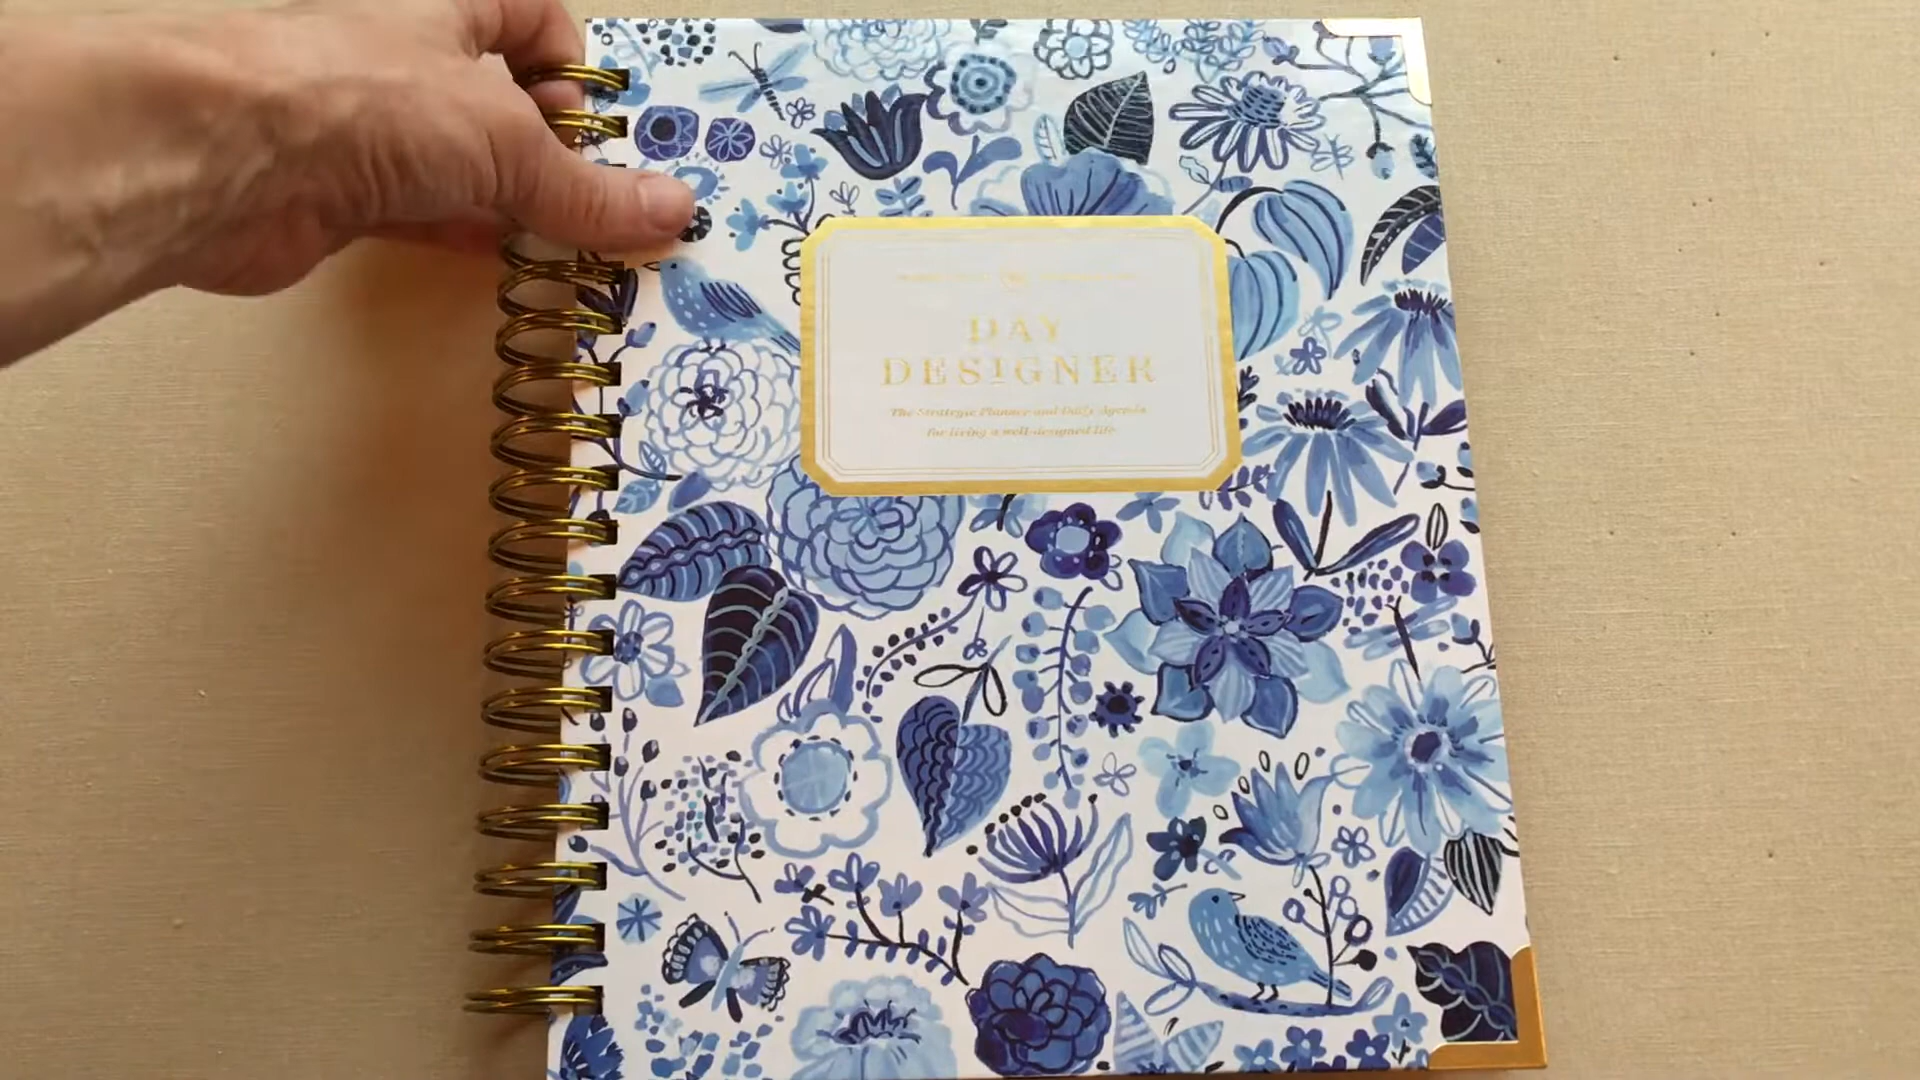 DAY
DESIGNER
The Strategic Planner and Daily Agenda
for living a well-designed life